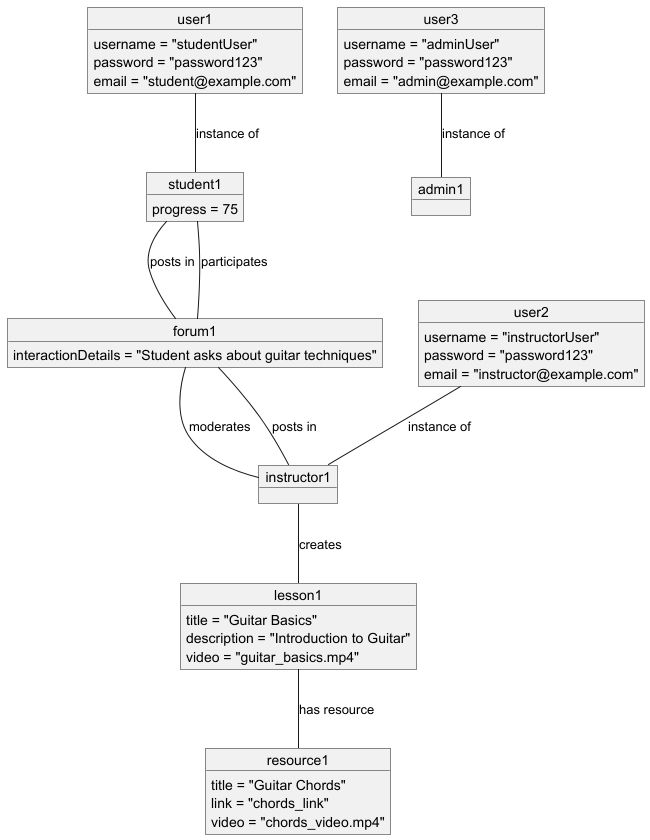 user1
username = "studentUser"
password = "password123"
email = "student@example.com"
user3
username = "adminUser"
password = "password123"
email = "admin@example.com"
instance of
instance of
student1
progress = 75
admin1
posts in
participates
user2
username = "instructorUser"
password = "password123"
email = "instructor@example.com"
forum1
interactionDetails = "Student asks about guitar techniques"
moderates
posts in
instance of
instructor1
creates
lesson1
title = "Guitar Basics"
description = "Introduction to Guitar"
video = "guitar_basics.mp4"
has resource
resource1
title = "Guitar Chords"
link = "chords_link"
video = "chords_video.mp4"